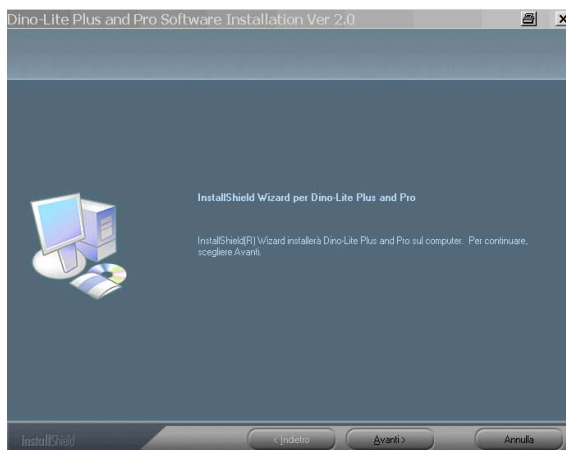 Dino-Lite Plus and Pro Software Installation Ver 2.0
InstallShield Wizard per Dino-Lite Plus and Pro
InstallShield(R) Wizard installerà Dino-Lite Plus and Pro sul computer. Per continuare,
scegliere Avanti.
InstallShield
< Indietro
Avanti >
Annulla